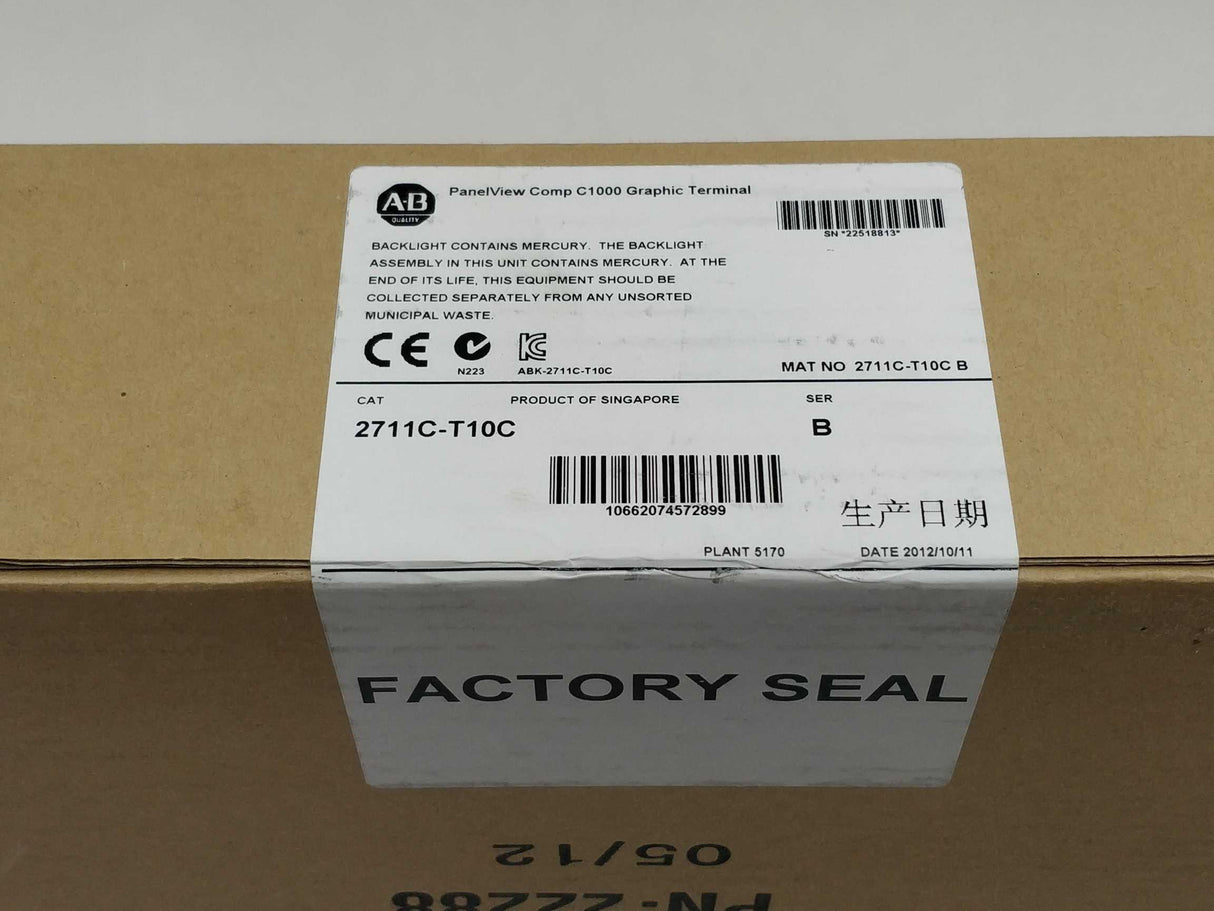 A-B
QUALITY
PanelView Comp C1000 Graphic Terminal
SN *22518813*
BACKLIGHT CONTAINS MERCURY. THE BACKLIGHT
ASSEMBLY IN THIS UNIT CONTAINS MERCURY. AT THE
END OF ITS LIFE, THIS EQUIPMENT SHOULD BE
COLLECTED SEPARATELY FROM ANY UNSORTED
MUNICIPAL WASTE.
CE
N223
KC
ABK-2711C-T10C
MAT NO 2711C-T10C B
CAT PRODUCT OF SINGAPORE SER
2711C-T10C B
10662074572899
生产日期
PLANT 5170 DATE 2012/10/11
FACTORY SEAL
05/12
PN-22288